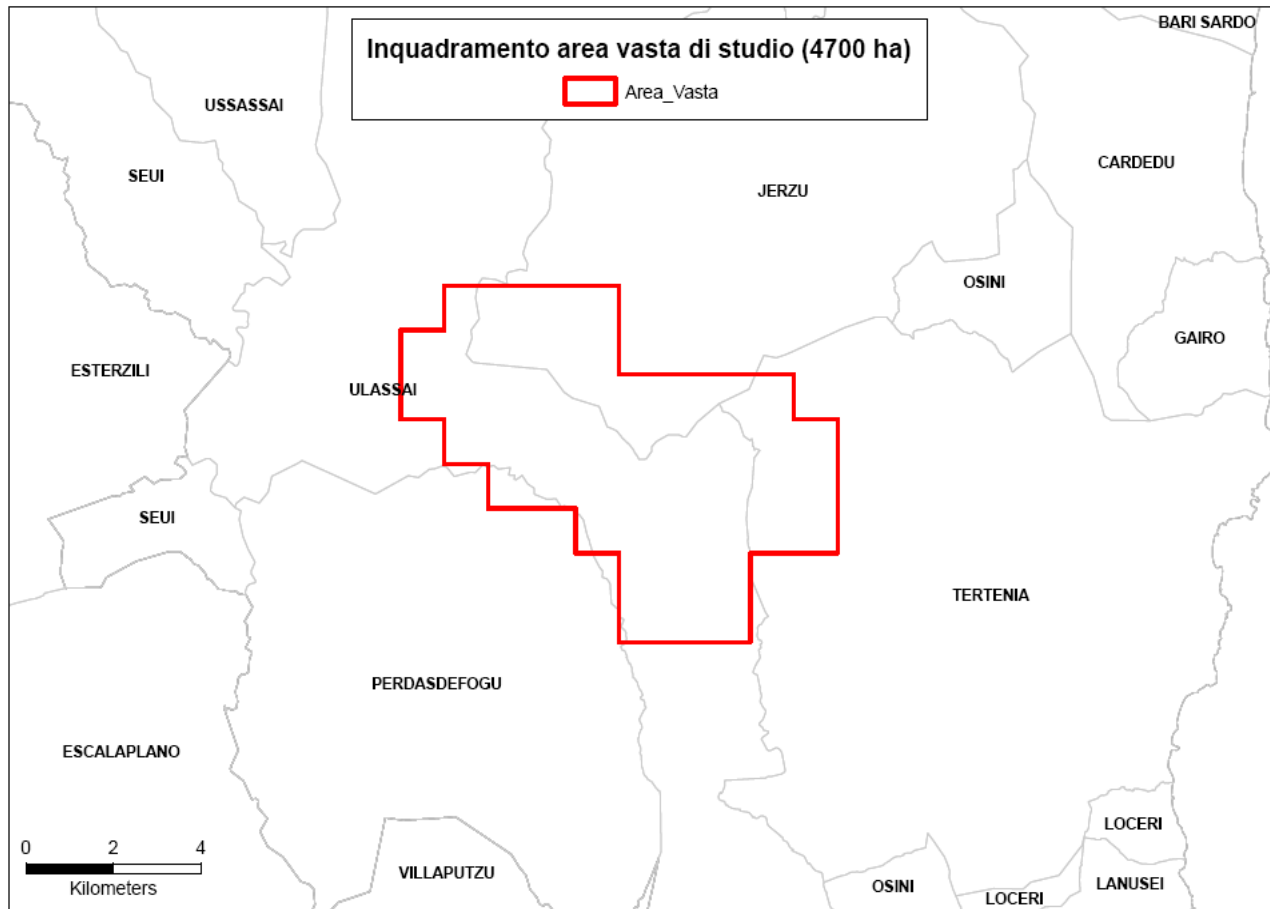 Inquadramento area vasta di studio (4700 ha)
Area_Vasta
BARI SARDO
USSASSAI
SEUI
CARDEDU
JERZU
OSINI
GAIRO
ESTERZILI
ULASSAI
SEUI
TERTENIA
PERDASDEFOGU
ESCALAPLANO
LOCERI
0 2 4
Kilometers
VILLAPUTZU
OSINI
LANUSEI
LOCERI